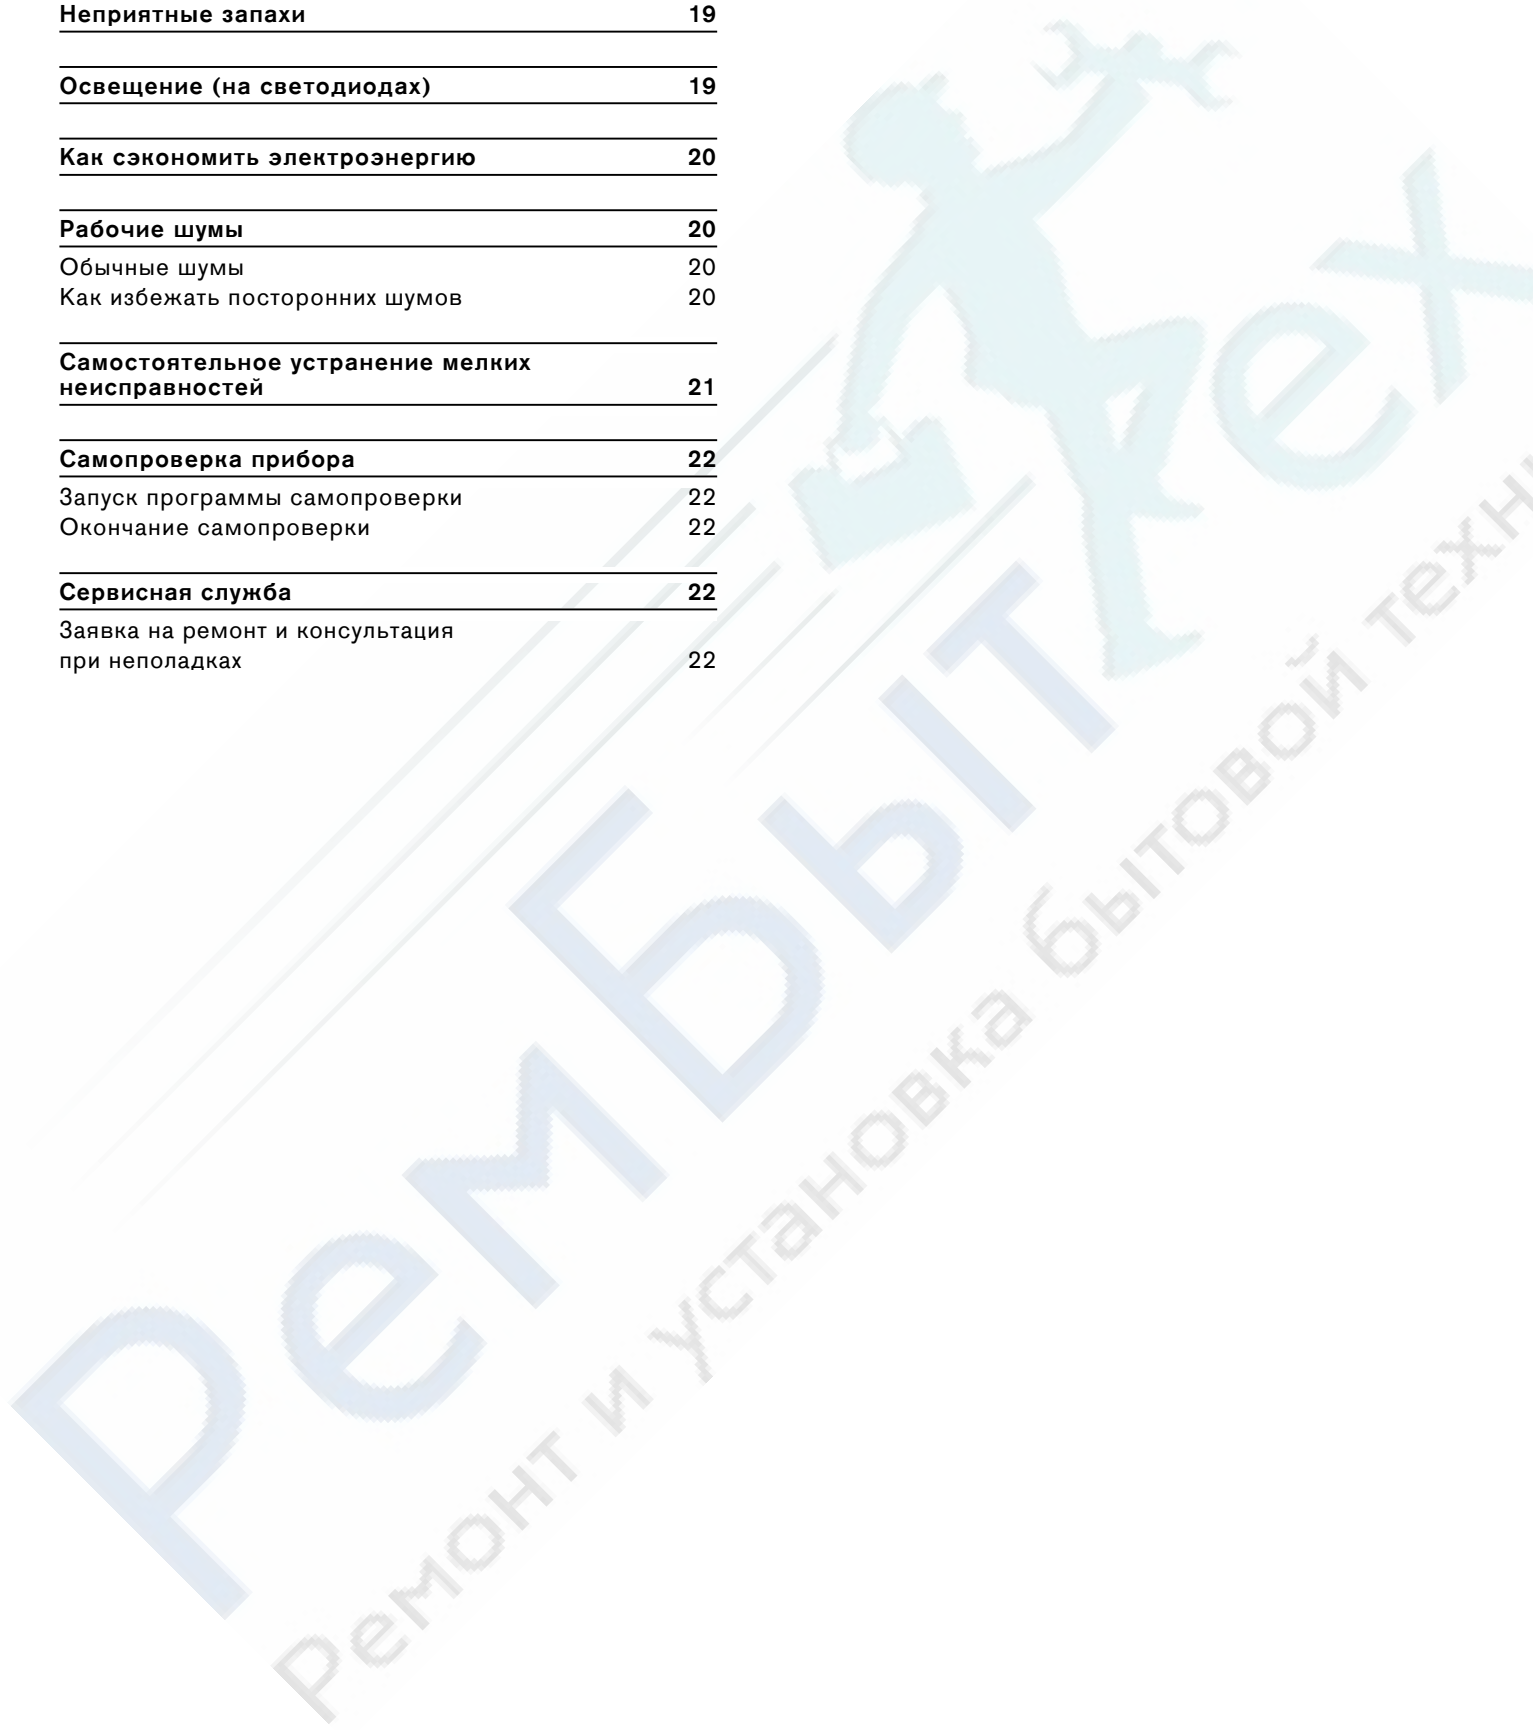 Неприятные запахи 19
Освещение (на светодиодах) 19
Как сэкономить электроэнергию 20
Рабочие шумы 20
Обычные шумы 20
Как избежать посторонних шумов 20
Самостоятельное устранение мелких
неисправностей 21
Самопроверка прибора 22
Запуск программы самопроверки 22
Окончание самопроверки 22
Сервисная служба 22
Заявка на ремонт и консультация
при неполадках 22
РемБытТех
Ремонт и установка бытовой техн